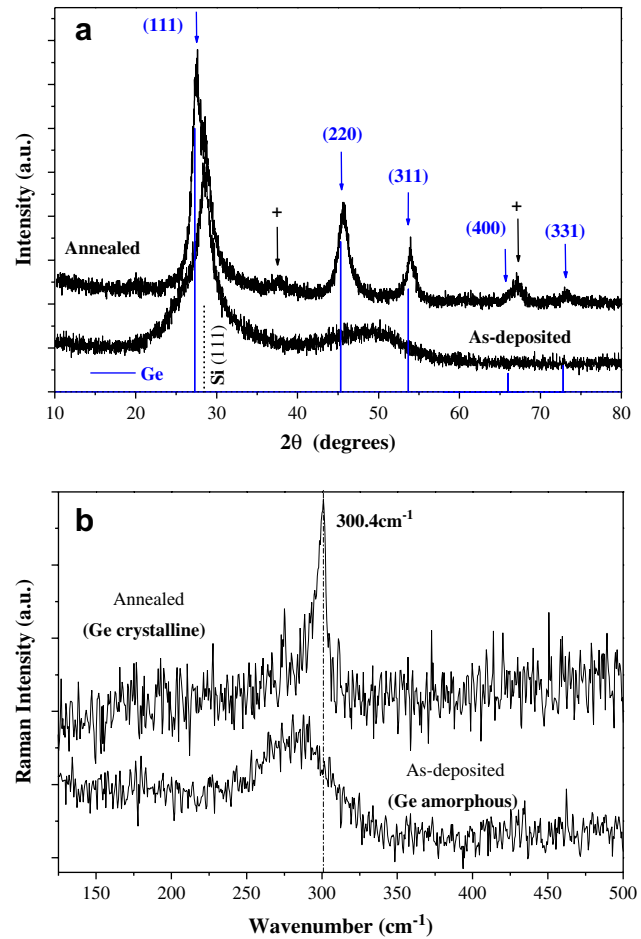 a
(111)
(220)
(311)
(400)
(331)
+
+
Annealed
As-deposited
Si (111)
Ge
Intensity (a.u.)
10 20 30 40 50 60 70 80
2θ (degrees)
b
300.4cm-1
Annealed
(Ge crystalline)
As-deposited
(Ge amorphous)
Raman Intensity (a.u.)
150 200 250 300 350 400 450 500
Wavenumber (cm-1)